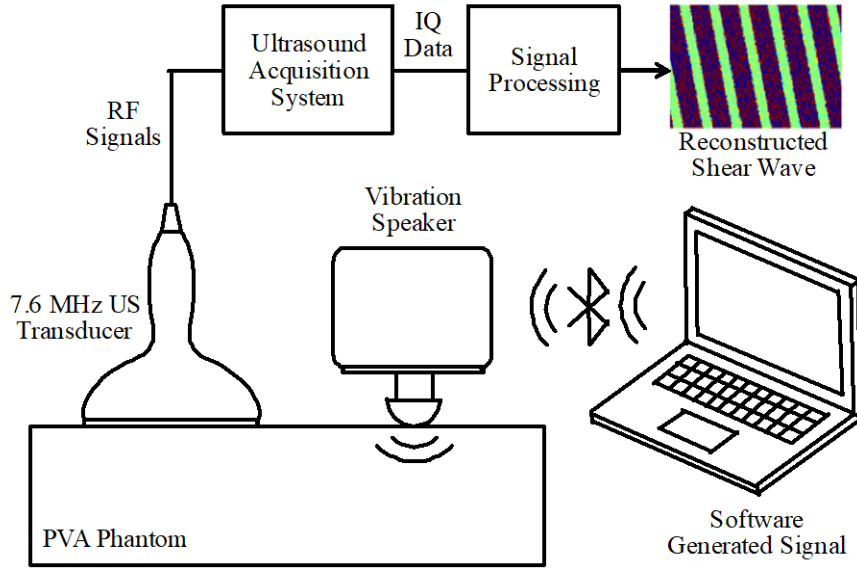 Ultrasound
Acquisition
System
IQ
Data
Signal
Processing
RF
Signals
Reconstructed
Shear Wave
Vibration
Speaker
7.6 MHz US
Transducer
PVA Phantom
Software
Generated Signal